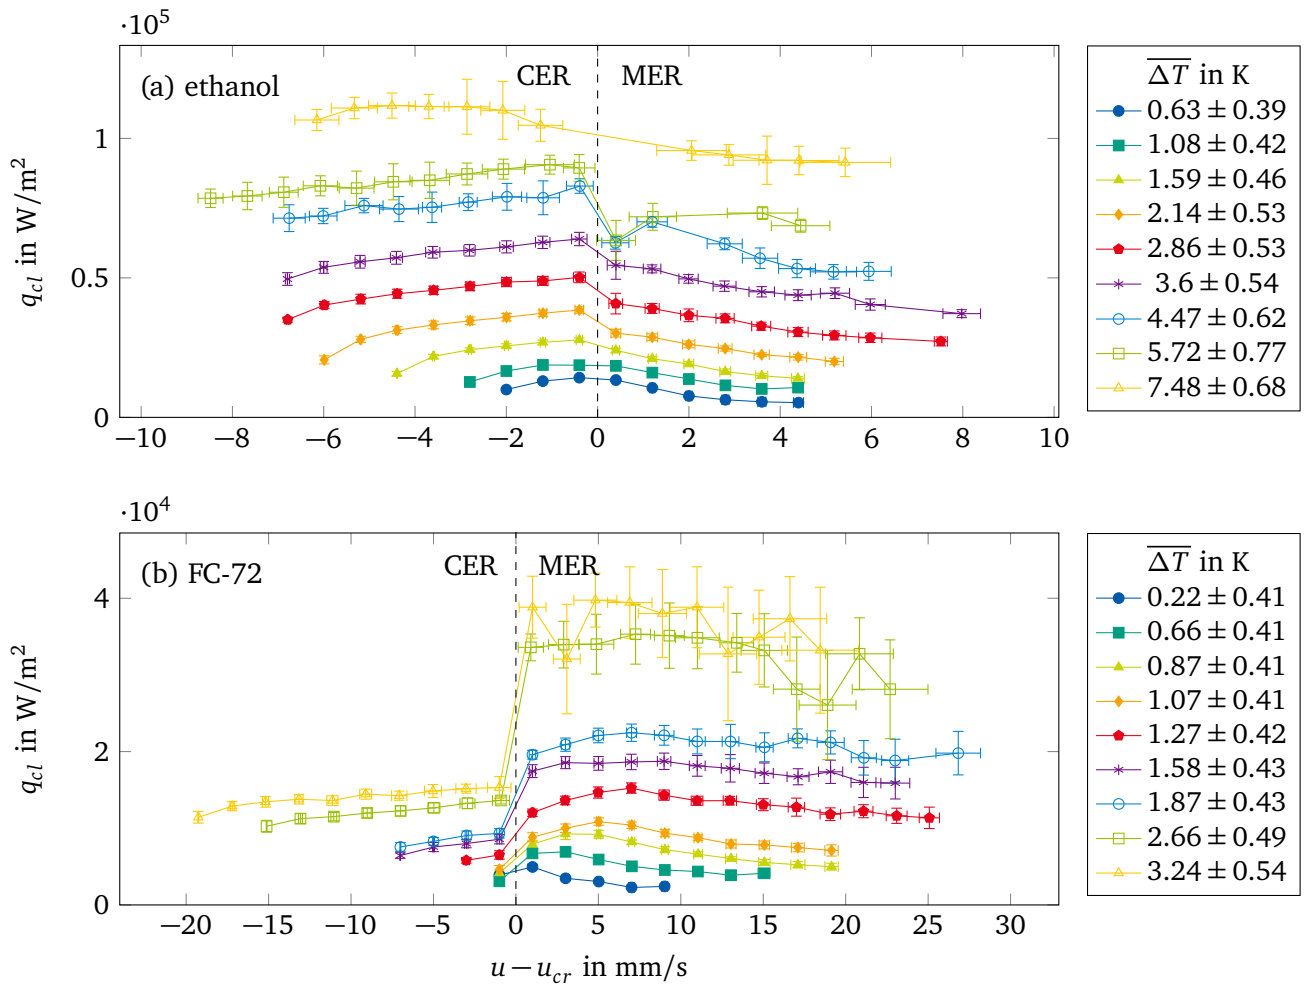 ·10⁵
(a) ethanol
CER
MER
q_cl in W/m²
1
0.5
0
−10 −8 −6 −4 −2 0 2 4 6 8 10
ΔT in K
0.63 ± 0.39
1.08 ± 0.42
1.59 ± 0.46
2.14 ± 0.53
2.86 ± 0.53
3.6 ± 0.54
4.47 ± 0.62
5.72 ± 0.77
7.48 ± 0.68
·10⁴
(b) FC-72
CER
MER
q_cl in W/m²
4
2
0
−20 −15 −10 −5 0 5 10 15 20 25 30
u − u_cr in mm/s
ΔT in K
0.22 ± 0.41
0.66 ± 0.41
0.87 ± 0.41
1.07 ± 0.41
1.27 ± 0.42
1.58 ± 0.43
1.87 ± 0.43
2.66 ± 0.49
3.24 ± 0.54